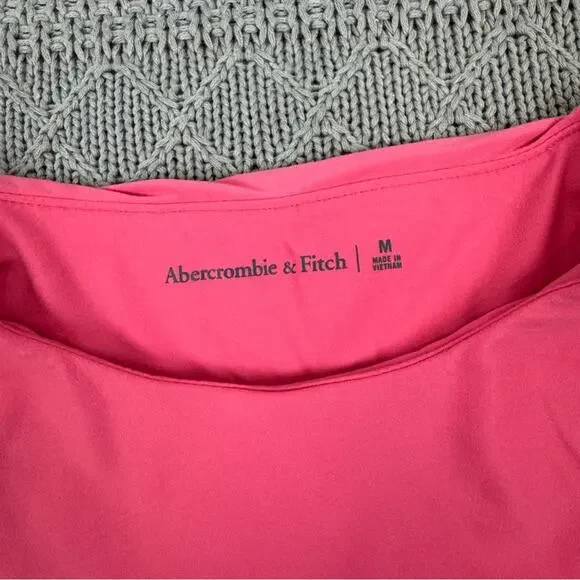 Abercrombie & Fitch | M
MADE IN
VIETNAM